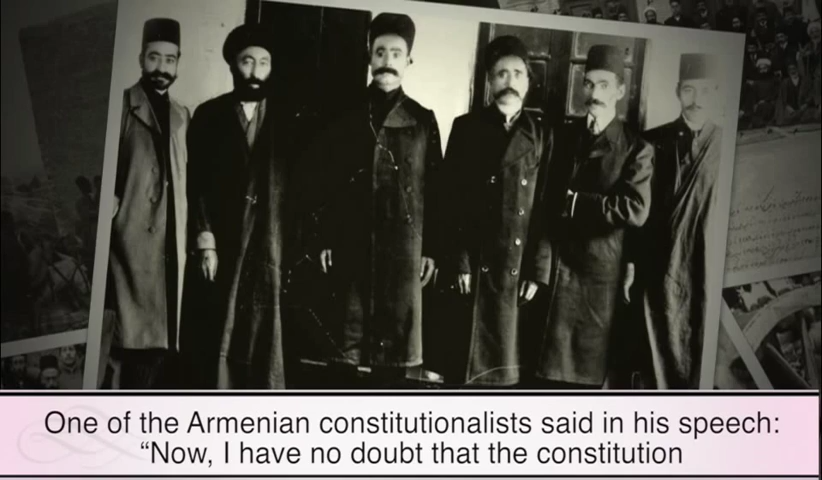 One of the Armenian constitutionalists said in his speech:
“Now, I have no doubt that the constitution